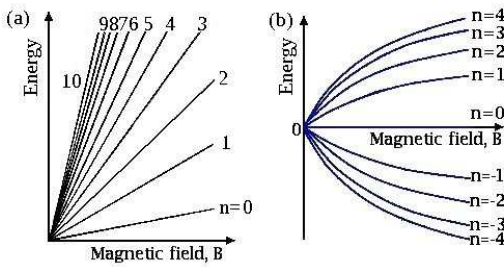 (a)
Energy
10
9876 5 4 3
2
1
n=0
Magnetic field, B
(b)
Energy
n=4
n=3
n=2
n=1
n=0
0
Magnetic field, B
n=-1
n=-2
n=-3
n=-4